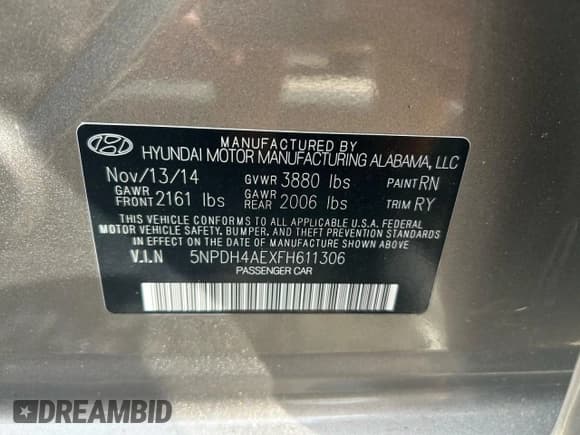 MANUFACTURED BY
HYUNDAI MOTOR MANUFACTURING ALABAMA, LLC
Nov/13/14 GVWR 3880 lbs PAINT RN
GAWR FRONT 2161 lbs GAWR REAR 2006 lbs TRIM RY
THIS VEHICLE CONFORMS TO ALL APPLICABLE U.S.A. FEDERAL
MOTOR VEHICLE SAFETY, BUMPER, AND THEFT PREVENTION STANDARDS
IN EFFECT ON THE DATE OF MANUFACTURE SHOWN ABOVE.
V.I.N 5NPDH4AEXFH611306
PASSENGER CAR
DREAMBID